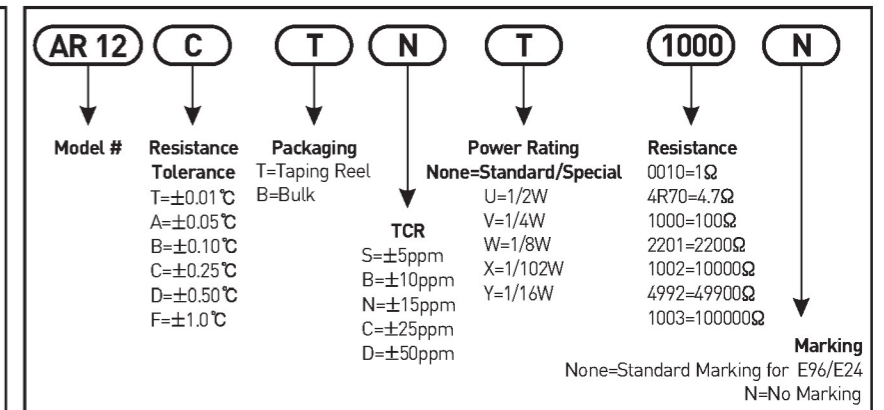 AR 12 C T N T 1000 N
Model #
Resistance
Tolerance
T=±0.01℃
A=±0.05℃
B=±0.10℃
C=±0.25℃
D=±0.50℃
F=±1.0℃
Packaging
T=Taping Reel
B=Bulk
TCR
S=±5ppm
B=±10ppm
N=±15ppm
C=±25ppm
D=±50ppm
Power Rating
None=Standard/Special
U=1/2W
V=1/4W
W=1/8W
X=1/102W
Y=1/16W
Resistance
0010=1Ω
4R70=4.7Ω
1000=100Ω
2201=2200Ω
1002=10000Ω
4992=49900Ω
1003=100000Ω
Marking
None=Standard Marking for E96/E24
N=No Marking